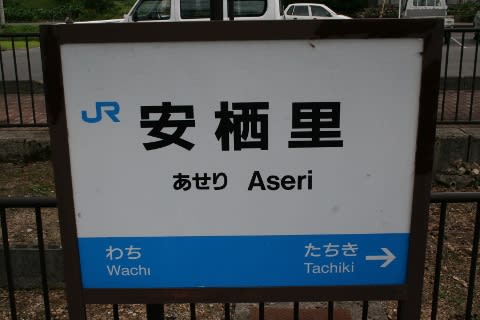 JR 安栖里
あせり Aseri
わち たちき
Wachi Tachiki →